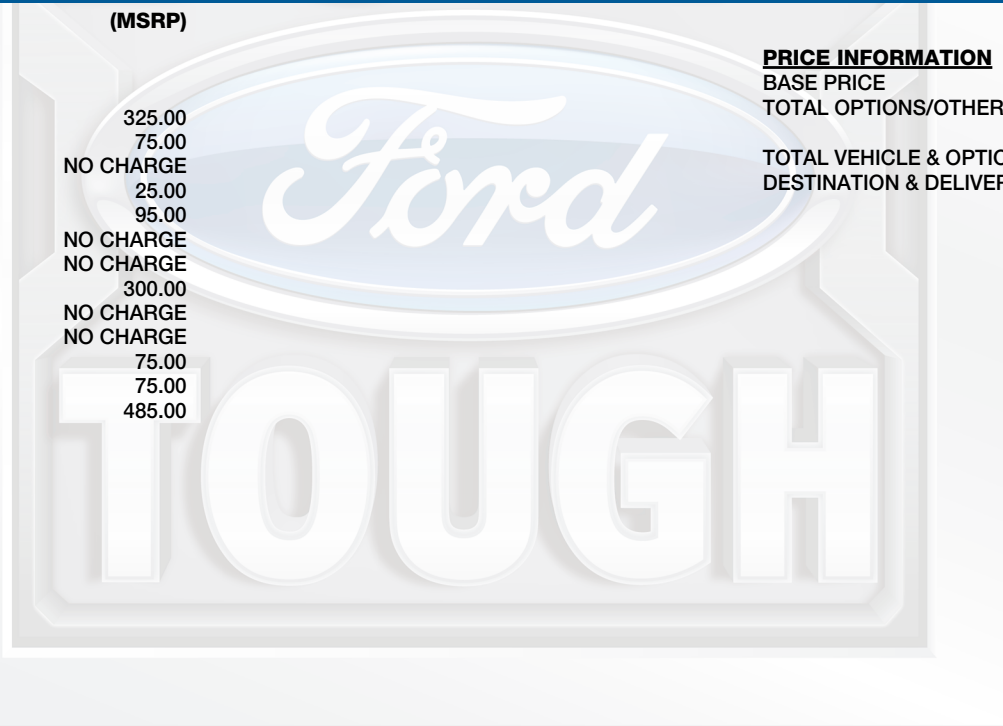 (MSRP)
325.00
75.00
NO CHARGE
25.00
95.00
NO CHARGE
NO CHARGE
300.00
NO CHARGE
NO CHARGE
75.00
75.00
485.00
PRICE INFORMATION
BASE PRICE
TOTAL OPTIONS/OTHER
TOTAL VEHICLE & OPTIO
DESTINATION & DELIVER
Ford
TOUGH